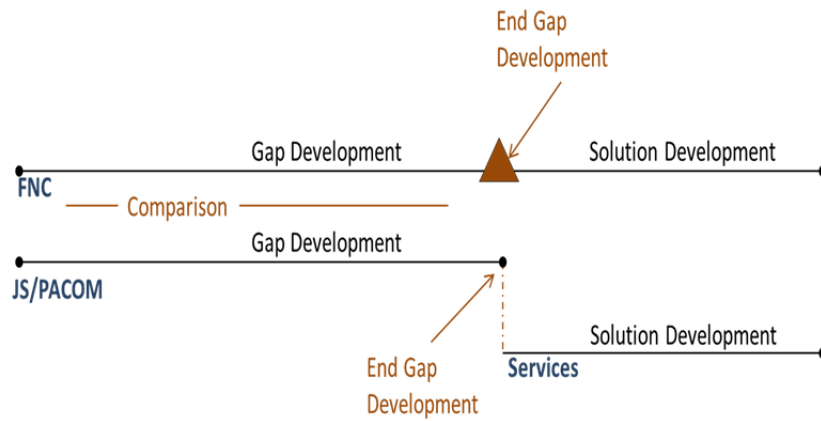 End Gap
Development
Gap Development
Solution Development
FNC
Comparison
Gap Development
JS/PACOM
Solution Development
End Gap
Development
Services